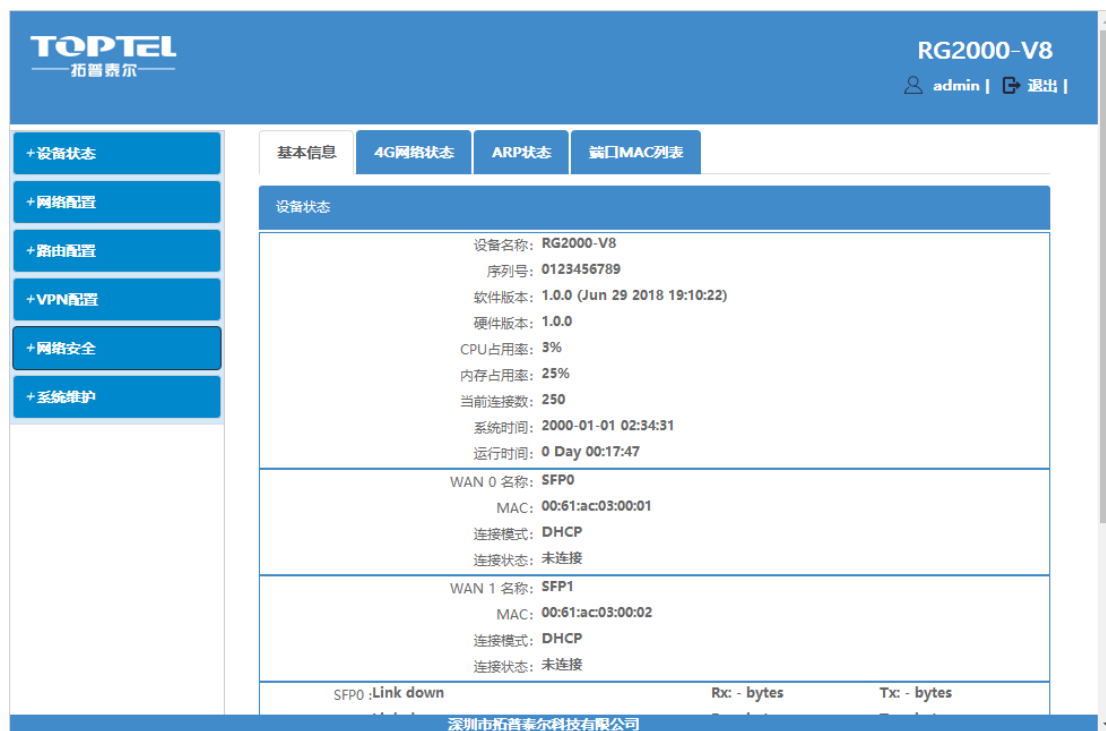 TOPTEL
拓普泰尔
RG2000-V8
admin | 退出 |
+设备状态
+网络配置
+路由配置
+VPN配置
+网络安全
+系统维护
基本信息 4G网络状态 ARP状态 端口MAC列表
设备状态
设备名称: RG2000-V8
序列号: 0123456789
软件版本: 1.0.0 (Jun 29 2018 19:10:22)
硬件版本: 1.0.0
CPU占用率: 3%
内存占用率: 25%
当前连接数: 250
系统时间: 2000-01-01 02:34:31
运行时间: 0 Day 00:17:47
WAN 0 名称: SFP0
MAC: 00:61:ac:03:00:01
连接模式: DHCP
连接状态: 未连接
WAN 1 名称: SFP1
MAC: 00:61:ac:03:00:02
连接模式: DHCP
连接状态: 未连接
SFP0 :Link down Rx: - bytes Tx: - bytes
深圳市拓普泰尔科技有限公司